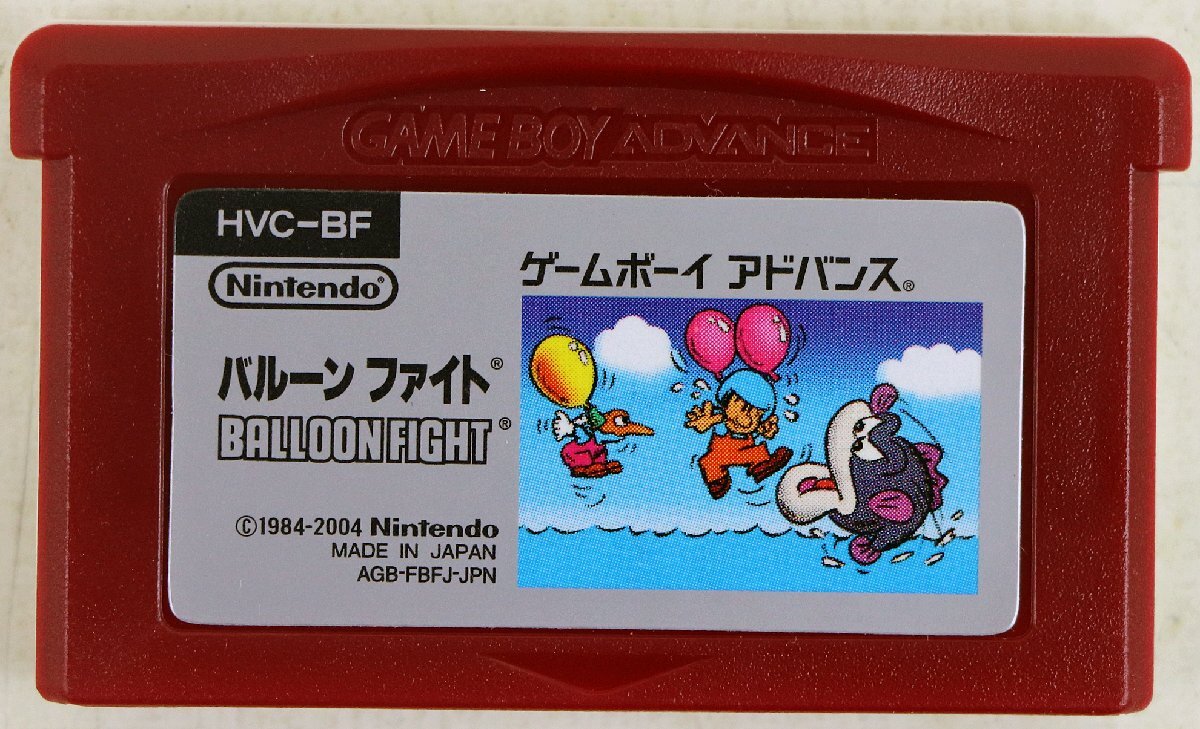 GAME BOY ADVANCE
HVC-BF
Nintendo®
ゲームボーイ アドバンス®
バルーン ファイト®
BALLOON FIGHT®
©1984-2004 Nintendo
MADE IN JAPAN
AGB-FBFJ-JPN